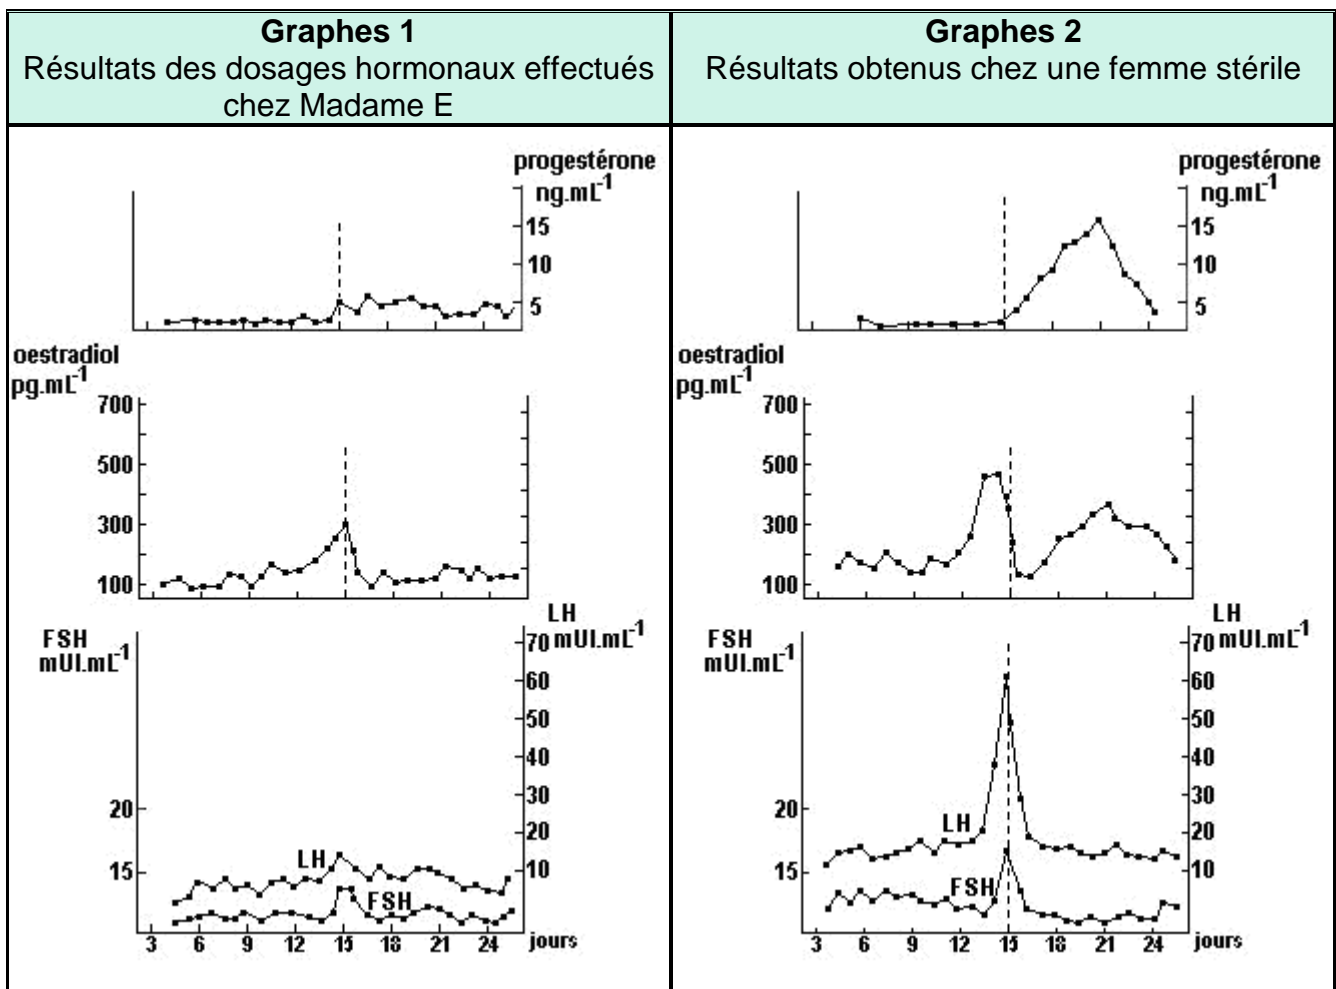 Graphes 1
Résultats des dosages hormonaux effectués
chez Madame E
Graphes 2
Résultats obtenus chez une femme stérile
progestérone
ng.mL-1
15
10
5
oestradiol
pg.mL-1
700
500
300
100
FSH
mUI.mL-1
20
15
LH
mUI.mL-1
70
60
50
40
30
20
10
LH
FSH
3 6 9 12 15 18 21 24 jours
progestérone
ng.mL-1
15
10
5
oestradiol
pg.mL-1
700
500
300
100
FSH
mUI.mL-1
20
15
LH
mUI.mL-1
70
60
50
40
30
20
10
LH
FSH
3 6 9 12 15 18 21 24 jours